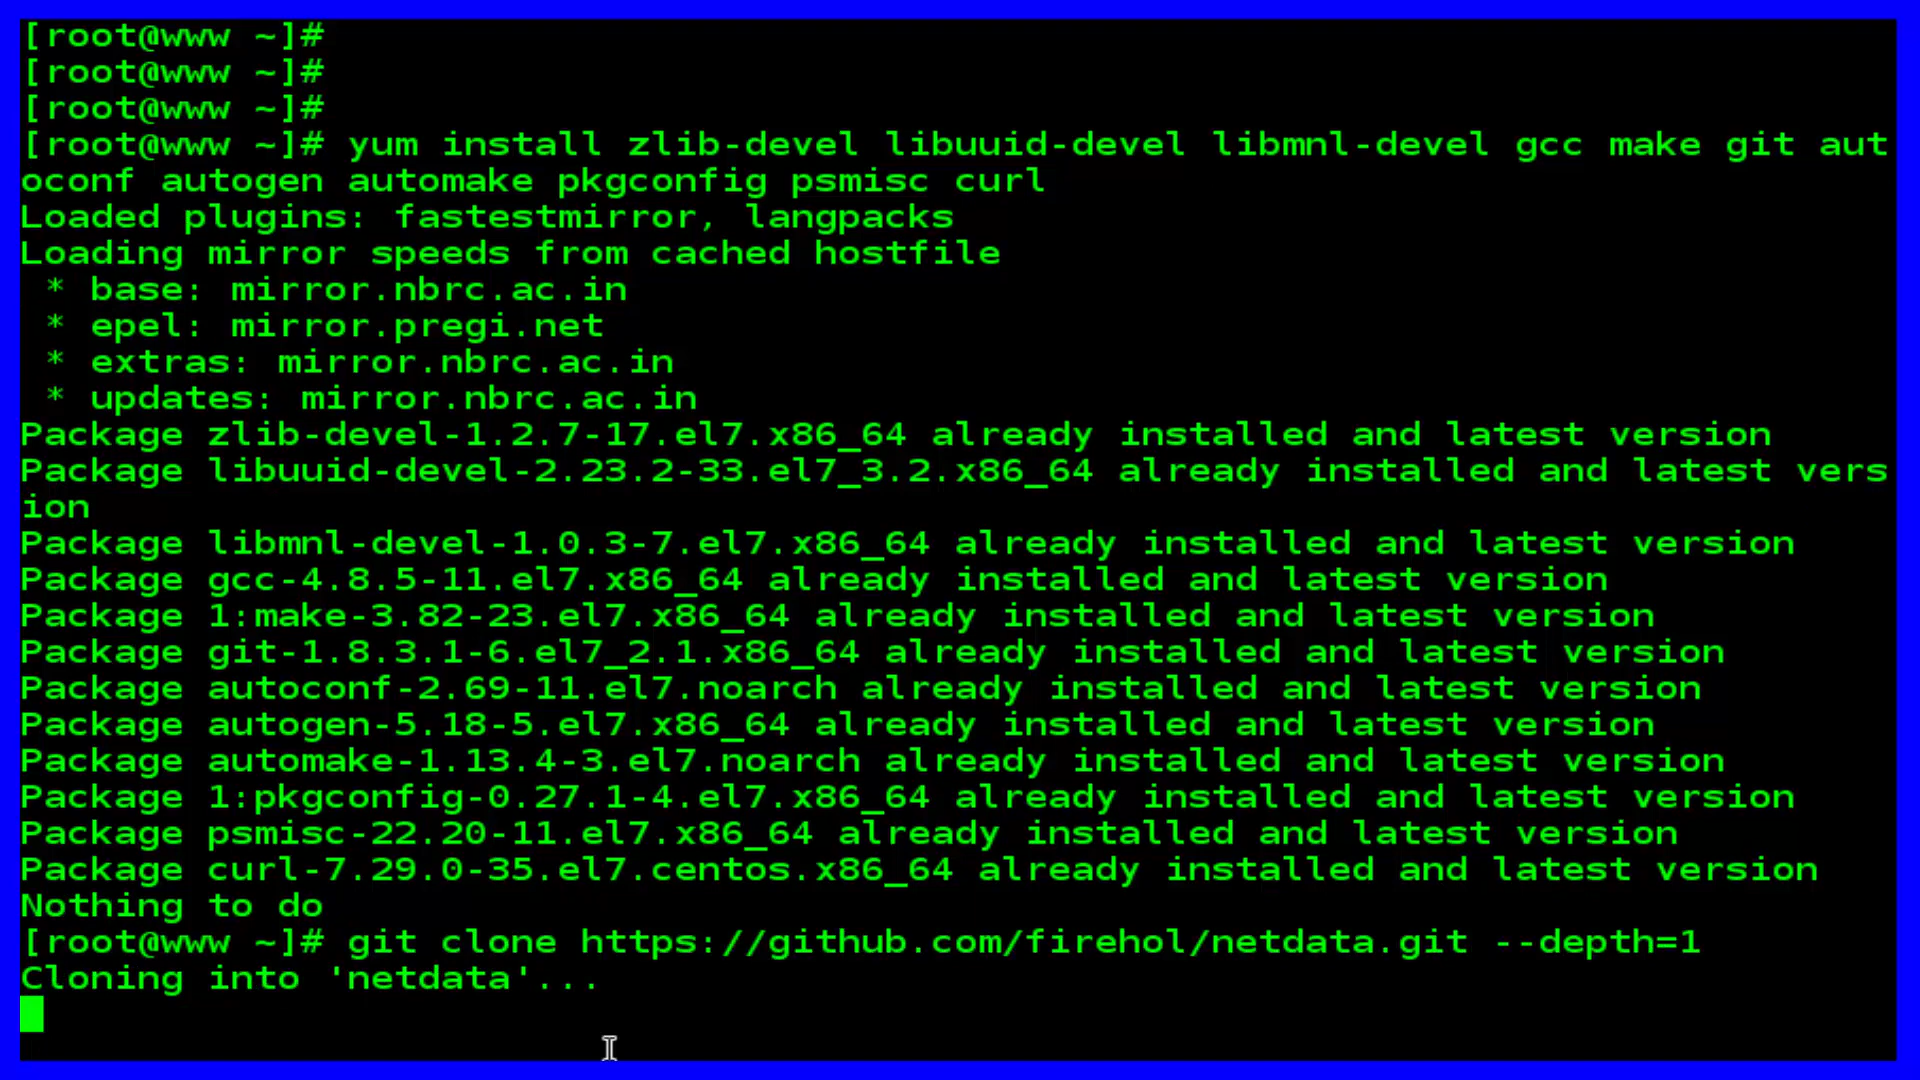 [root@www ~]#
[root@www ~]#
[root@www ~]#
[root@www ~]# yum install zlib-devel libuuid-devel libmnl-devel gcc make git aut
oconf autogen automake pkgconfig psmisc curl
Loaded plugins: fastestmirror, langpacks
Loading mirror speeds from cached hostfile
 * base: mirror.nbrc.ac.in
 * epel: mirror.pregi.net
 * extras: mirror.nbrc.ac.in
 * updates: mirror.nbrc.ac.in
Package zlib-devel-1.2.7-17.el7.x86_64 already installed and latest version
Package libuuid-devel-2.23.2-33.el7_3.2.x86_64 already installed and latest vers
ion
Package libmnl-devel-1.0.3-7.el7.x86_64 already installed and latest version
Package gcc-4.8.5-11.el7.x86_64 already installed and latest version
Package 1:make-3.82-23.el7.x86_64 already installed and latest version
Package git-1.8.3.1-6.el7_2.1.x86_64 already installed and latest version
Package autoconf-2.69-11.el7.noarch already installed and latest version
Package autogen-5.18-5.el7.x86_64 already installed and latest version
Package automake-1.13.4-3.el7.noarch already installed and latest version
Package 1:pkgconfig-0.27.1-4.el7.x86_64 already installed and latest version
Package psmisc-22.20-11.el7.x86_64 already installed and latest version
Package curl-7.29.0-35.el7.centos.x86_64 already installed and latest version
Nothing to do
[root@www ~]# git clone https://github.com/firehol/netdata.git --depth=1
Cloning into 'netdata'...